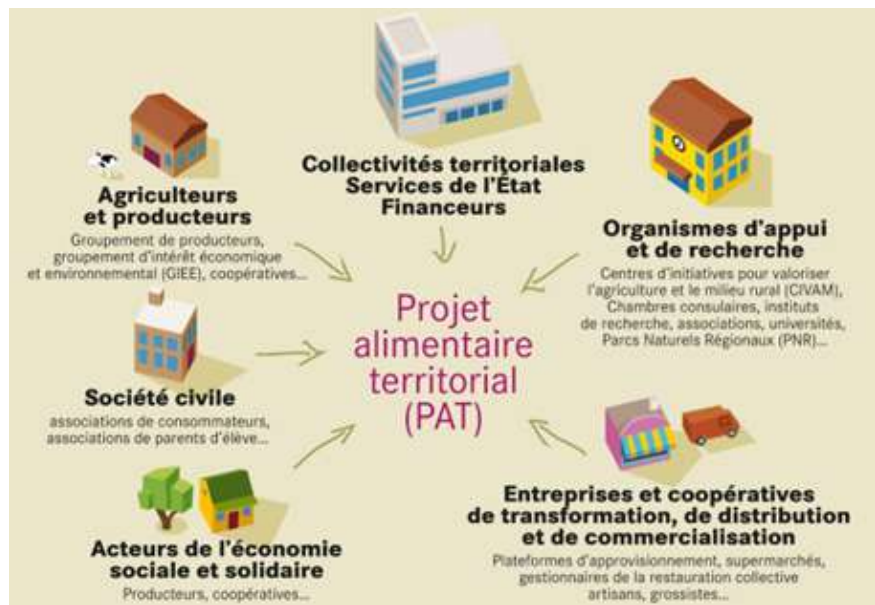 Collectivités territoriales
Services de l'État
Financeurs
Agriculteurs
et producteurs
Groupement de producteurs,
groupement d'intérêt économique
et environnemental (GIEE), coopératives...
Organismes d'appui
et de recherche
Centres d'initiatives pour valoriser
l'agriculture et le milieu rural (CIVAM),
Chambres consulaires, instituts
de recherche, associations, universités,
Parcs Naturels Régionaux (PNR)...
Projet
alimentaire
territorial
(PAT)
Société civile
associations de consommateurs,
associations de parents d'élève...
Acteurs de l'économie
sociale et solidaire
Producteurs, coopératives...
Entreprises et coopératives
de transformation, de distribution
et de commercialisation
Plateformes d'approvisionnement, supermarchés,
gestionnaires de la restauration collective
artisans, grossistes...